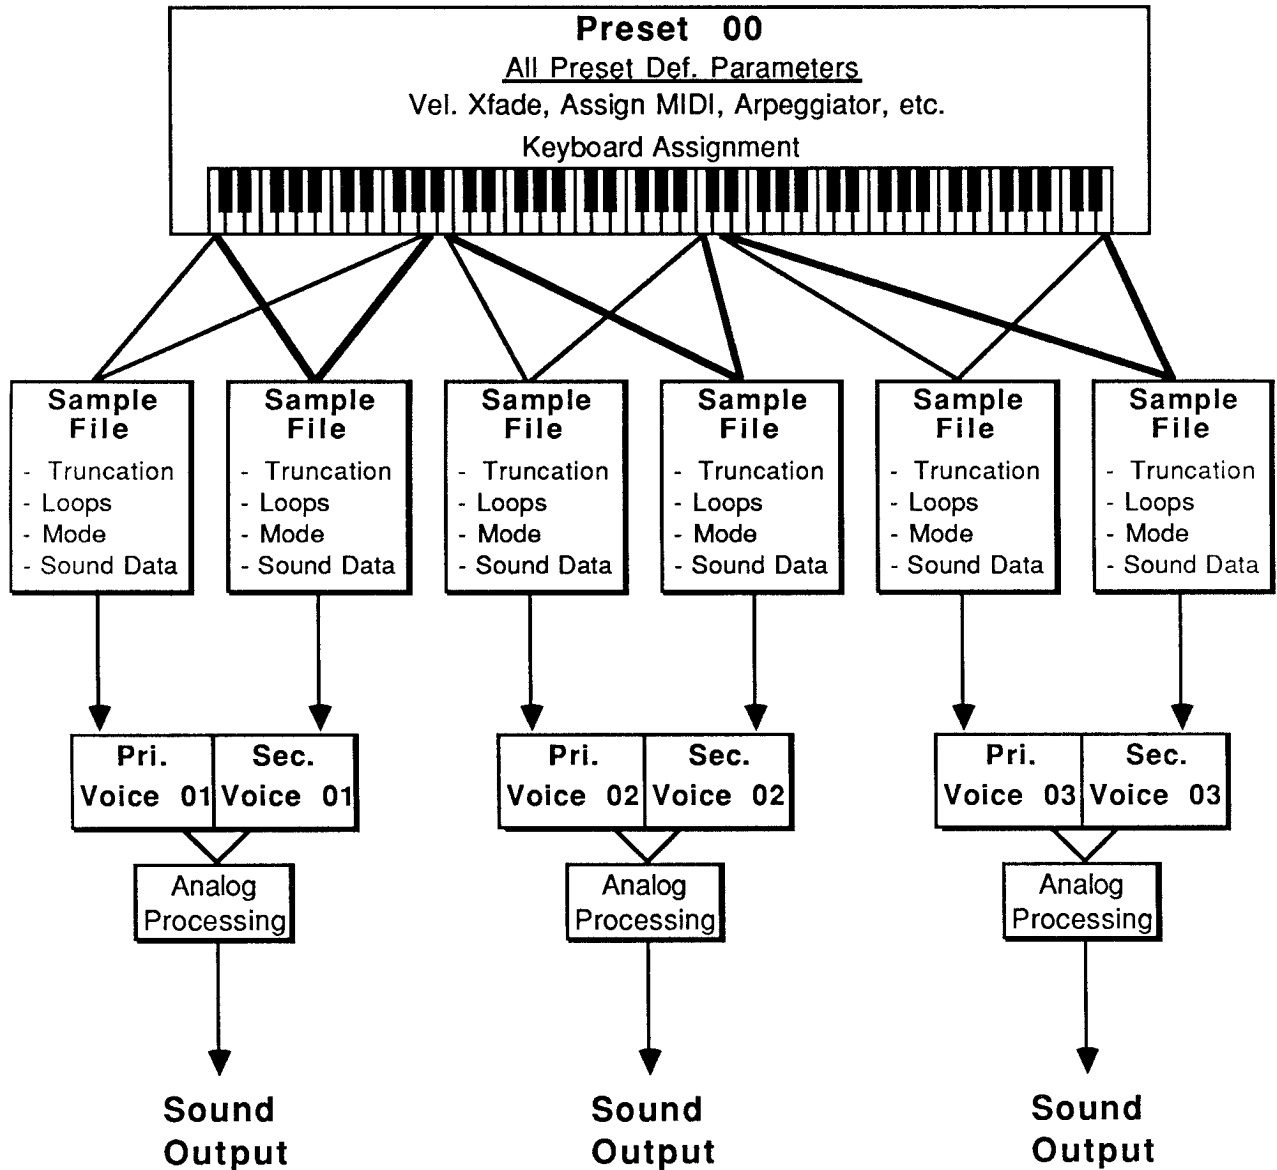 Preset 00
All Preset Def. Parameters
Vel. Xfade, Assign MIDI, Arpeggiator, etc.
Keyboard Assignment
Sample
File
- Truncation
- Loops
- Mode
- Sound Data
Sample
File
- Truncation
- Loops
- Mode
- Sound Data
Sample
File
- Truncation
- Loops
- Mode
- Sound Data
Sample
File
- Truncation
- Loops
- Mode
- Sound Data
Sample
File
- Truncation
- Loops
- Mode
- Sound Data
Sample
File
- Truncation
- Loops
- Mode
- Sound Data
Pri.
Voice 01
Sec.
Voice 01
Pri.
Voice 02
Sec.
Voice 02
Pri.
Voice 03
Sec.
Voice 03
Analog
Processing
Analog
Processing
Analog
Processing
Sound
Output
Sound
Output
Sound
Output